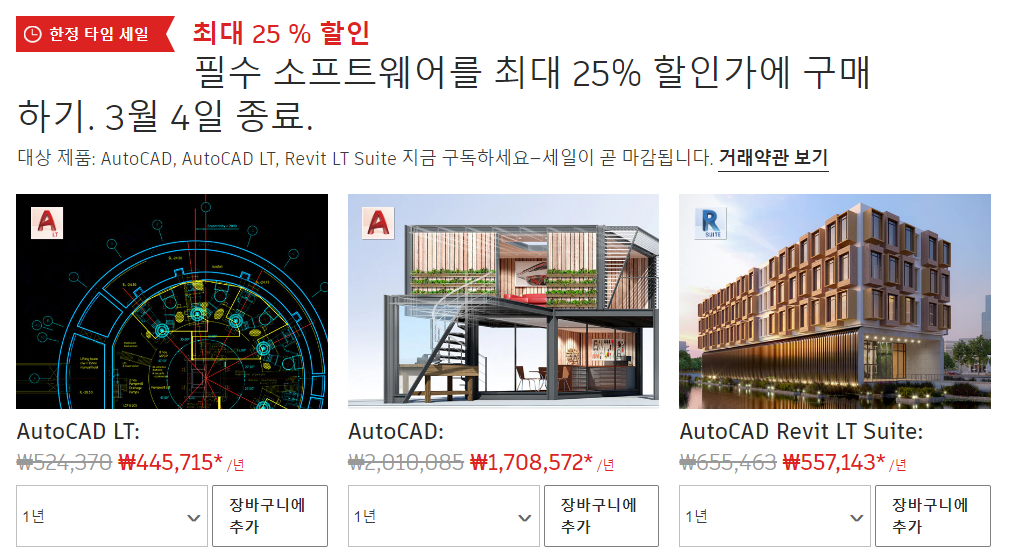 한정 타임 세일
최대 25 % 할인
필수 소프트웨어를 최대 25% 할인가에 구매
하기. 3월 4일 종료.
대상 제품: AutoCAD, AutoCAD LT, Revit LT Suite 지금 구독하세요–세일이 곧 마감됩니다. 거래약관 보기
A
LT
A
R
SUITE
AutoCAD LT:
₩524,370 ₩445,715* /년
1년
장바구니에
추가
AutoCAD:
₩2,010,085 ₩1,708,572* /년
1년
장바구니에
추가
AutoCAD Revit LT Suite:
₩655,463 ₩557,143* /년
1년
장바구니에
추가